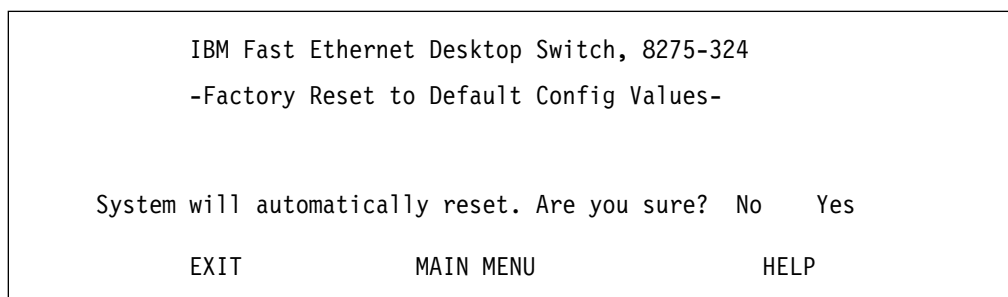 IBM Fast Ethernet Desktop Switch, 8275-324
-Factory Reset to Default Config Values-
System will automatically reset. Are you sure? No Yes
EXIT MAIN MENU HELP